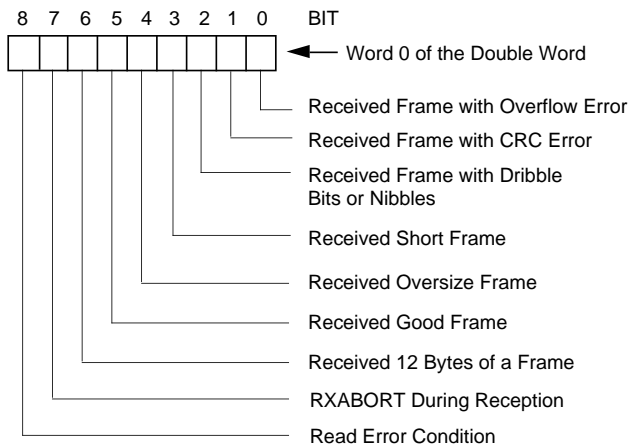 8 7 6 5 4 3 2 1 0 BIT
Word 0 of the Double Word
Received Frame with Overflow Error
Received Frame with CRC Error
Received Frame with Dribble
Bits or Nibbles
Received Short Frame
Received Oversize Frame
Received Good Frame
Received 12 Bytes of a Frame
RXABORT During Reception
Read Error Condition